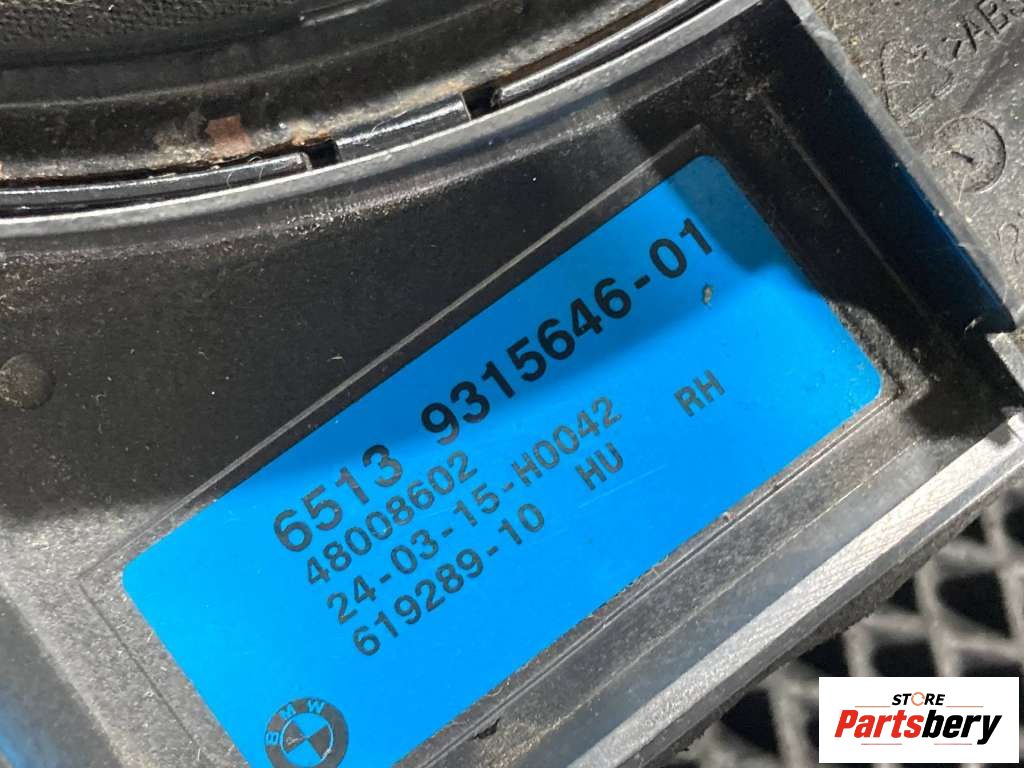 6513 9315646-01
48008602
24-03-15-H0042 RH
619289-10 HU
BMW
STORE
Partsbery